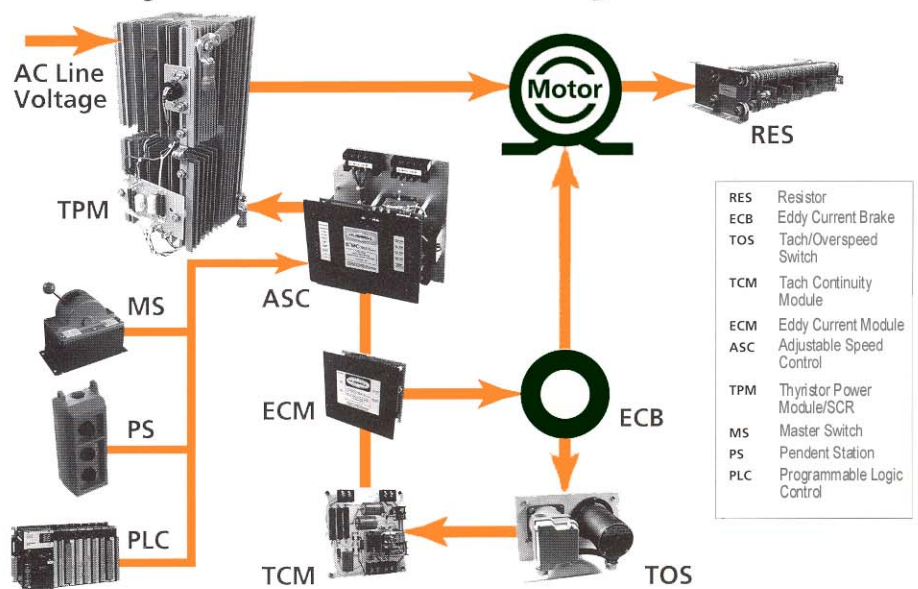 AC Line
Voltage
Motor
RES
TPM
ASC
MS
ECM
ECB
PS
PLC
TCM
TOS
RES Resistor
ECB Eddy Current Brake
TOS Tach/Overspeed
Switch
TCM Tach Continuity
Module
ECM Eddy Current Module
ASC Adjustable Speed
Control
TPM Thyristor Power
Module/SCR
MS Master Switch
PS Pendent Station
PLC Programmable Logic
Control